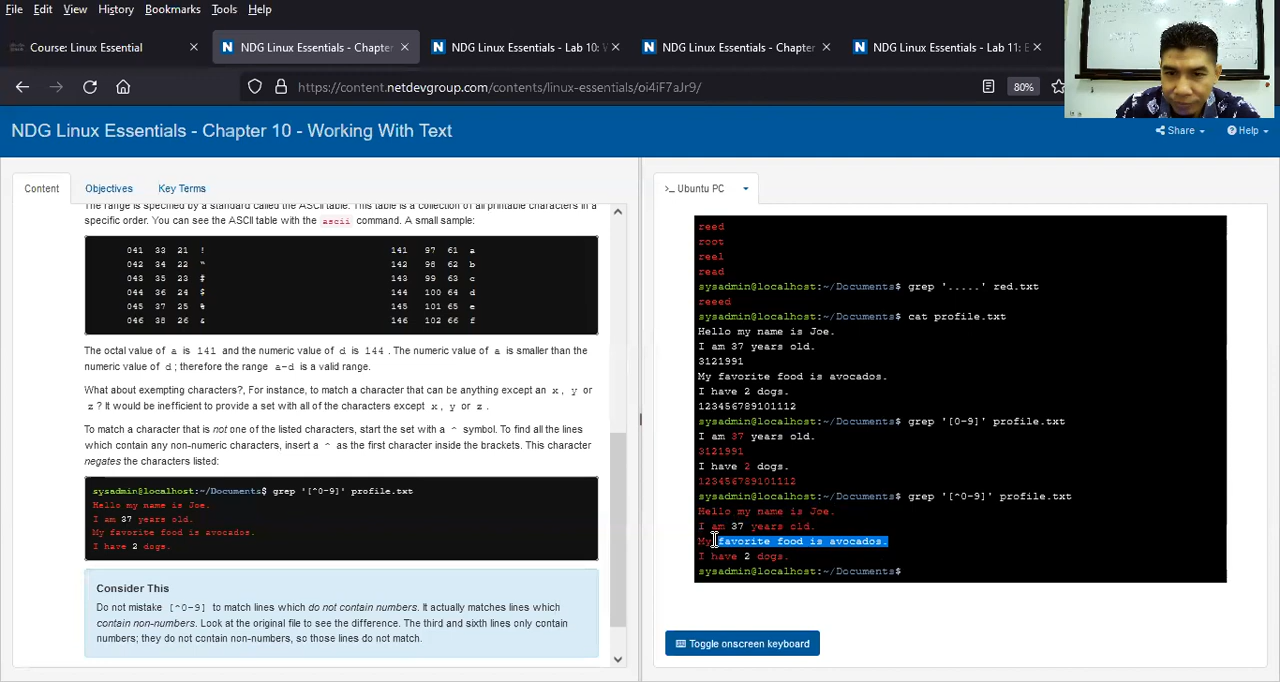 File Edit View History Bookmarks Tools Help
Course: Linux Essential
NDG Linux Essentials - Chapter
NDG Linux Essentials - Lab 10: 
NDG Linux Essentials - Chapter
NDG Linux Essentials - Lab 11: E
https://content.netdevgroup.com/contents/linux-essentials/oi4iF7aJr9/
80%
NDG Linux Essentials - Chapter 10 - Working With Text
Share
Help
Content Objectives Key Terms
The range is specified by a standard called the ASCII table. This table is a collection of all printable characters in a
specific order. You can see the ASCII table with the ascii command. A small sample:
041 33 21 ! 141 97 61 a
042 34 22 " 142 98 62 b
043 35 23 # 143 99 63 c
044 36 24 $ 144 100 64 d
045 37 25 % 145 101 65 e
046 38 26 & 146 102 66 f
The octal value of a is 141 and the numeric value of d is 144 . The numeric value of a is smaller than the
numeric value of d ; therefore the range a-d is a valid range.
What about exempting characters?, For instance, to match a character that can be anything except an x , y or
z ? It would be inefficient to provide a set with all of the characters except x , y or z .
To match a character that is not one of the listed characters, start the set with a ^ symbol. To find all the lines
which contain any non-numeric characters, insert a ^ as the first character inside the brackets. This character
negates the characters listed:
sysadmin@localhost:~/Documents$ grep '[^0-9]' profile.txt
Hello my name is Joe.
I am 37 years old.
My favorite food is avocados.
I have 2 dogs.
Consider This
Do not mistake [^0-9] to match lines which do not contain numbers. It actually matches lines which
contain non-numbers. Look at the original file to see the difference. The third and sixth lines only contain
numbers; they do not contain non-numbers, so those lines do not match.
>_ Ubuntu PC
reed
root
reel
read
sysadmin@localhost:~/Documents$ grep '.....' red.txt
reeed
sysadmin@localhost:~/Documents$ cat profile.txt
Hello my name is Joe.
I am 37 years old.
3121991
My favorite food is avocados.
I have 2 dogs.
123456789101112
sysadmin@localhost:~/Documents$ grep '[0-9]' profile.txt
I am 37 years old.
3121991
I have 2 dogs.
123456789101112
sysadmin@localhost:~/Documents$ grep '[^0-9]' profile.txt
Hello my name is Joe.
I am 37 years old.
My favorite food is avocados.
I have 2 dogs.
sysadmin@localhost:~/Documents$
Toggle onscreen keyboard